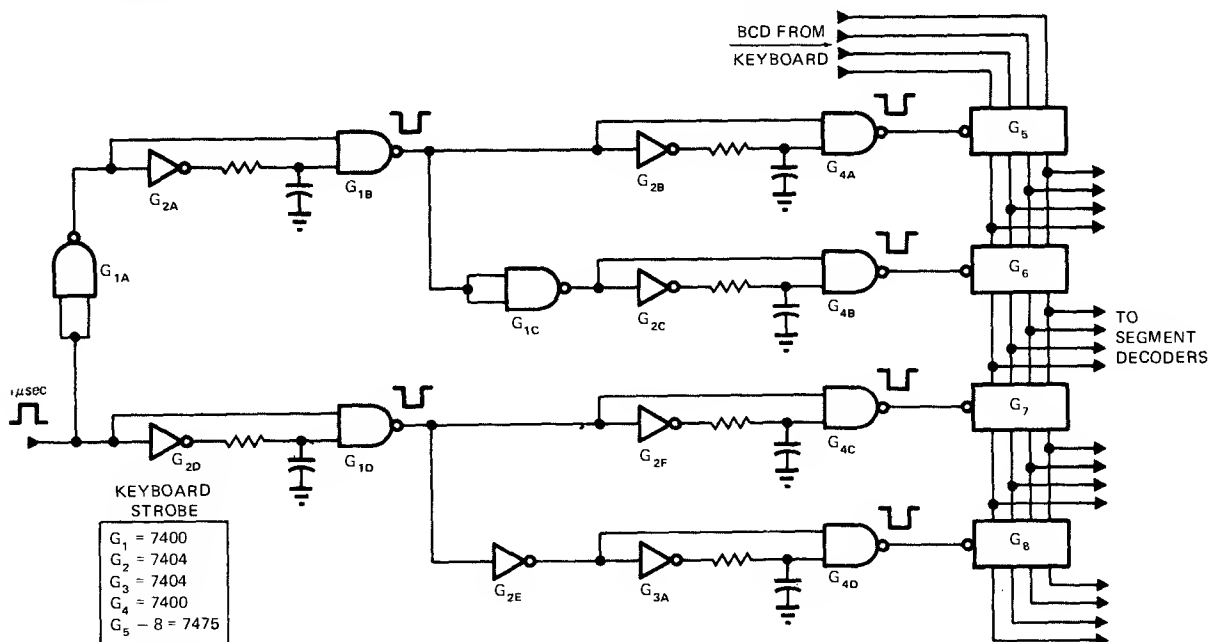 BCD FROM
KEYBOARD
G5
G2A
G1B
G2B
G4A
G1A
G6
G1C
G2C
G4B
TO
SEGMENT
DECODERS
μsec
G7
G2D
G1D
G2F
G4C
KEYBOARD
STROBE
G1 = 7400
G2 = 7404
G3 = 7404
G4 = 7400
G5 – 8 = 7475
G8
G2E
G3A
G4D